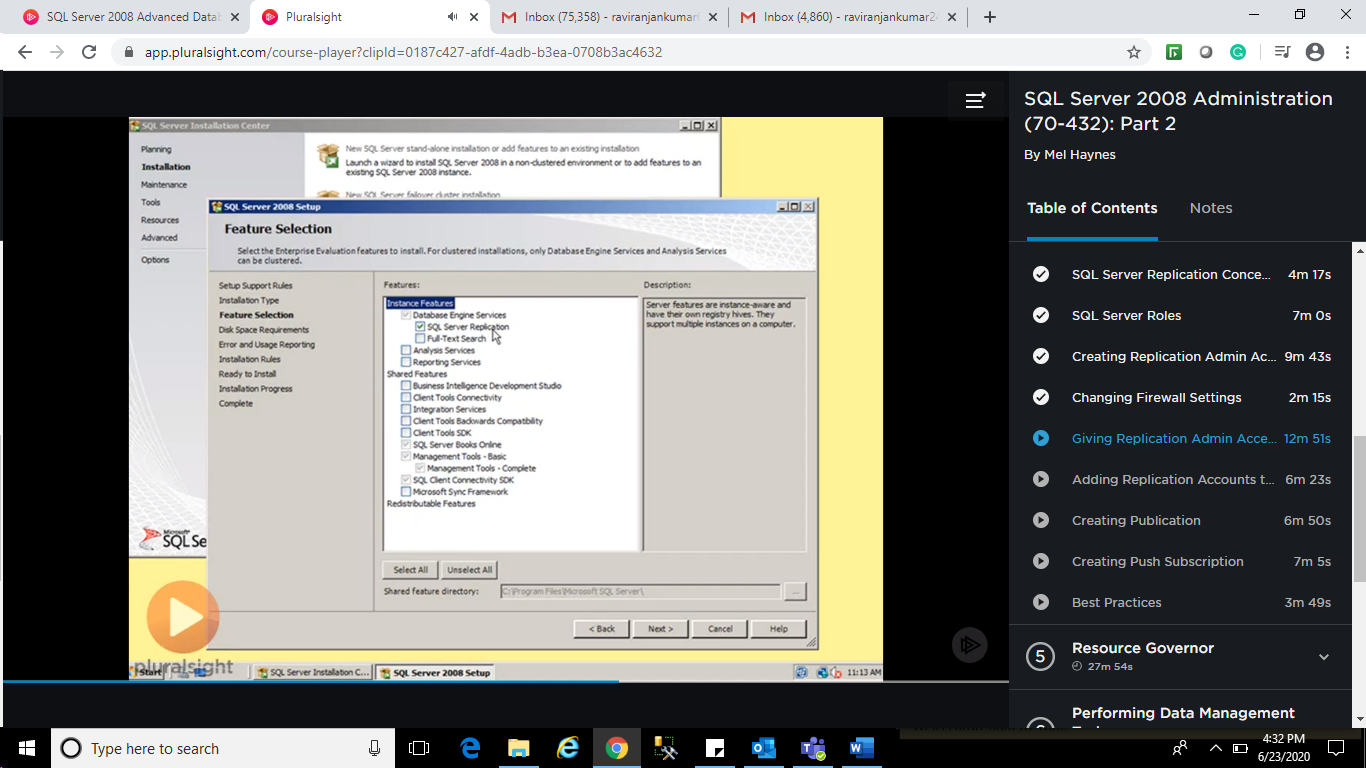 SQL Server 2008 Advanced Datab
Pluralsight
Inbox (75,358) - raviranjankumar
Inbox (4,860) - raviranjankumar2
app.pluralsight.com/course-player?clipId=0187c427-afdf-4adb-b3ea-0708b3ac4632
SQL Server Installation Center
Planning
Installation
Maintenance
Tools
Resources
Advanced
Options
New SQL Server stand-alone installation or add features to an existing installation
Launch a wizard to install SQL Server 2008 in a non-clustered environment or to add features to an
existing SQL Server 2008 instance.
New SQL Server failover cluster installation
SQL Server 2008 Setup
Feature Selection
Select the Enterprise Evaluation features to install. For clustered installations, only Database Engine Services and Analysis Services
can be clustered.
Setup Support Rules
Installation Type
Feature Selection
Disk Space Requirements
Error and Usage Reporting
Installation Rules
Ready to Install
Installation Progress
Complete
Features:
Instance Features
Database Engine Services
SQL Server Replication
Full-Text Search
Analysis Services
Reporting Services
Shared Features
Business Intelligence Development Studio
Client Tools Connectivity
Integration Services
Client Tools Backwards Compatibility
Client Tools SDK
SQL Server Books Online
Management Tools - Basic
Management Tools - Complete
SQL Client Connectivity SDK
Microsoft Sync Framework
Redistributable Features
Description:
Server features are instance-aware and
have their own registry hives. They
support multiple instances on a computer.
Select All
Unselect All
Shared feature directory:
C:\Program Files\Microsoft SQL Server\
...
< Back
Next >
Cancel
Help
Microsoft
SQL Se
pluralsight
Start
SQL Server Installation C...
SQL Server 2008 Setup
11:13 AM
SQL Server 2008 Administration
(70-432): Part 2
By Mel Haynes
Table of Contents
Notes
SQL Server Replication Conce... 4m 17s
SQL Server Roles 7m 0s
Creating Replication Admin Ac... 9m 43s
Changing Firewall Settings 2m 15s
Giving Replication Admin Acce... 12m 51s
Adding Replication Accounts t... 6m 23s
Creating Publication 6m 50s
Creating Push Subscription 7m 5s
Best Practices 3m 49s
5
Resource Governor
27m 54s
Performing Data Management
Type here to search
4:32 PM
6/23/2020